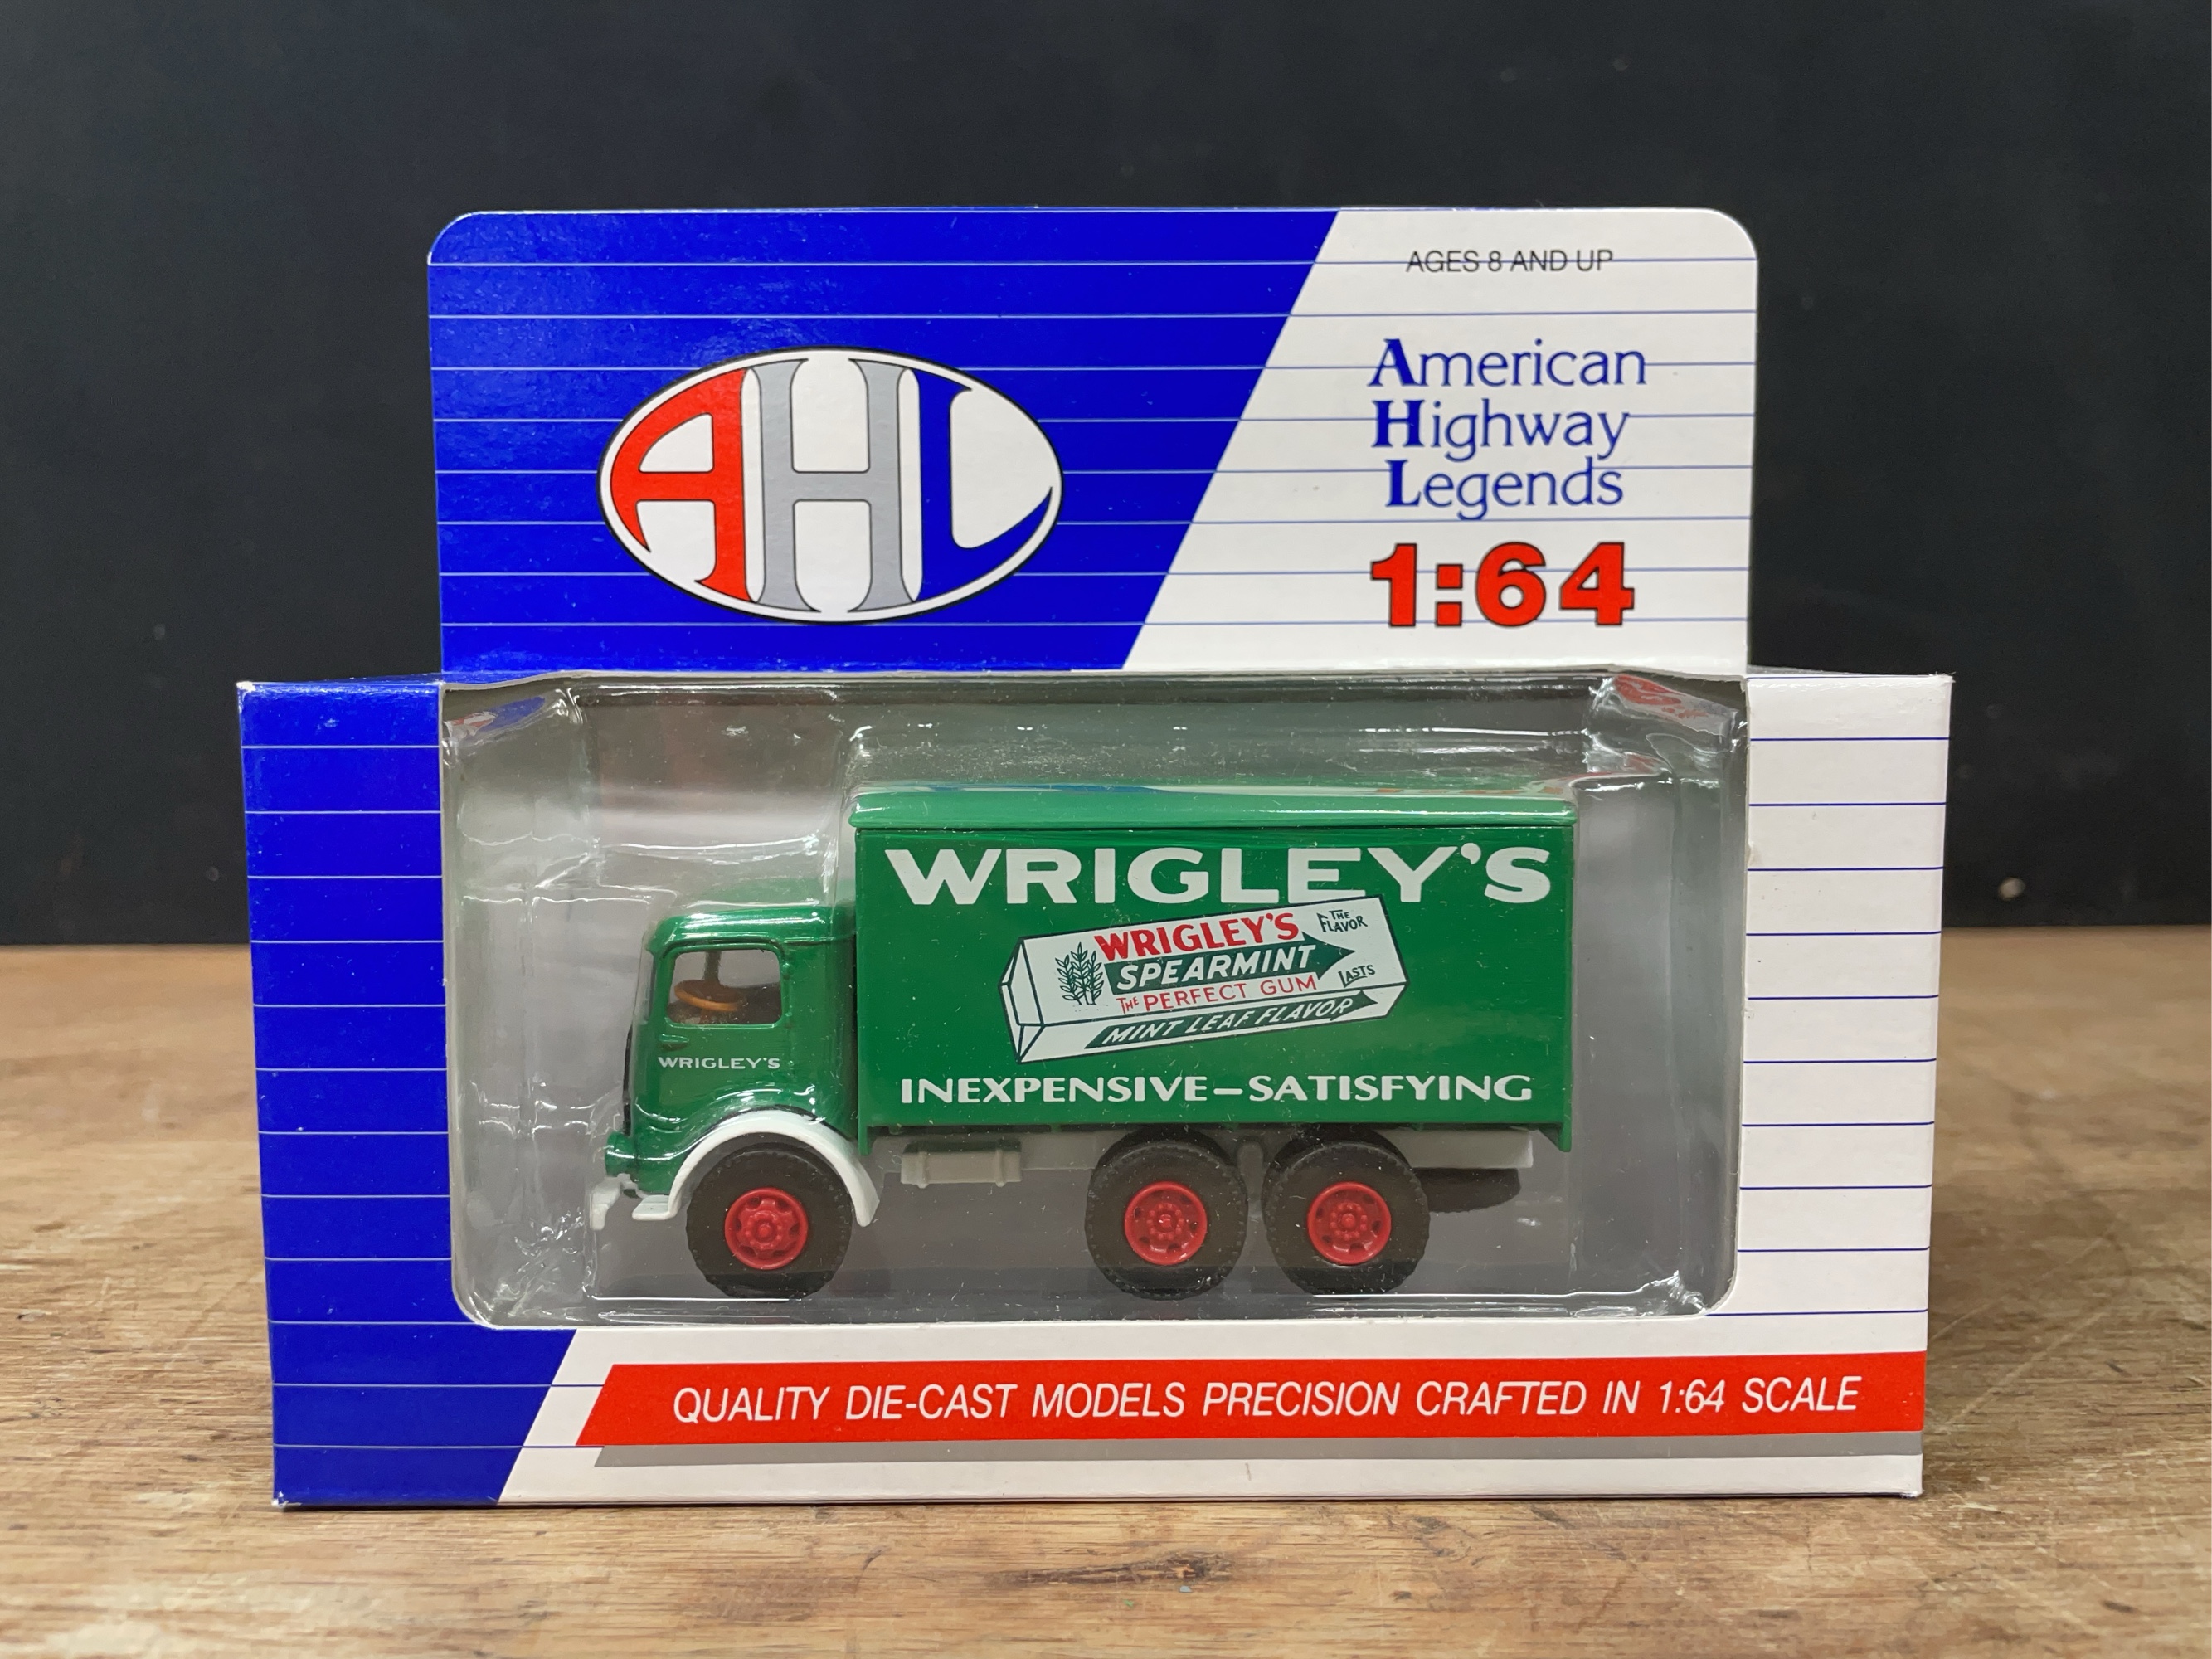 AGES 8 AND UP
AHL
American
Highway
Legends
1:64
WRIGLEY'S
WRIGLEY'S
THE
FLAVOR
SPEARMINT
LASTS
THE PERFECT GUM
MINT LEAF FLAVOR
WRIGLEY'S
INEXPENSIVE–SATISFYING
QUALITY DIE-CAST MODELS PRECISION CRAFTED IN 1:64 SCALE